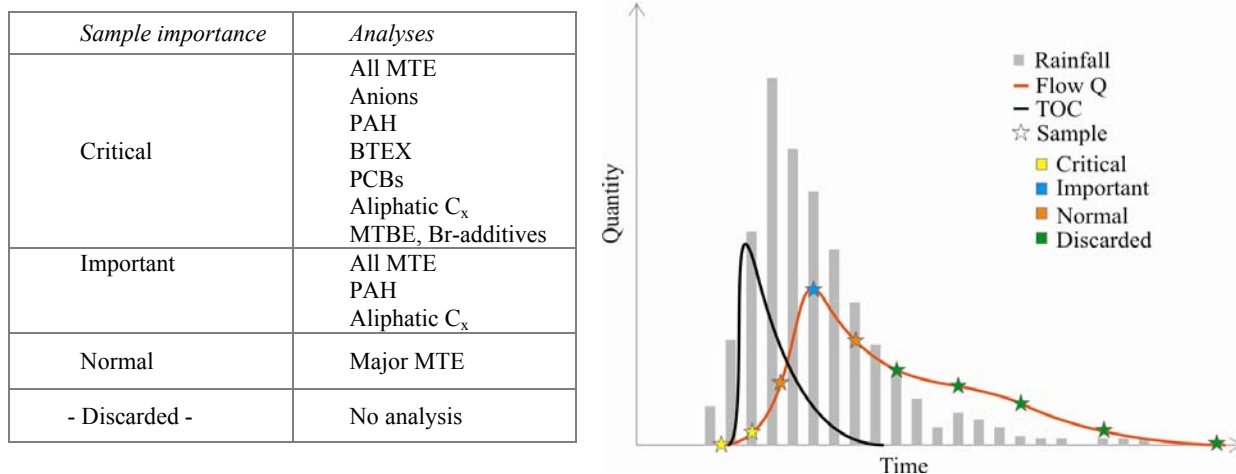 Sample importance Analyses
Critical
All MTE
Anions
PAH
BTEX
PCBs
Aliphatic Cx
MTBE, Br-additives
Important
All MTE
PAH
Aliphatic Cx
Normal Major MTE
- Discarded - No analysis
Quantity
Rainfall
Flow Q
TOC
Sample
Critical
Important
Normal
Discarded
Time